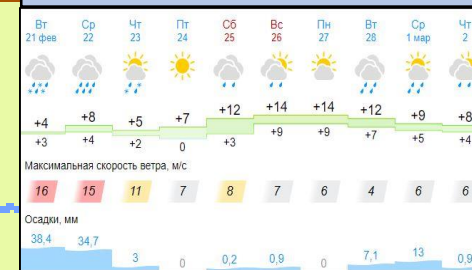 Вт Ср Чт Пт Сб Вс Пн Вт Ср Чт
21 фев 22 23 24 25 26 27 28 1 мар 2
+4 +8 +5 +7 +12 +14 +14 +12 +9 +8
+3 +4 +2 0 +3 +9 +9 +7 +5 +4
Максимальная скорость ветра, м/с
16 15 11 7 8 7 6 4 6 6
Осадки, мм
38,4 34,7 3 0 0,2 0,9 0 7,1 13 0,9